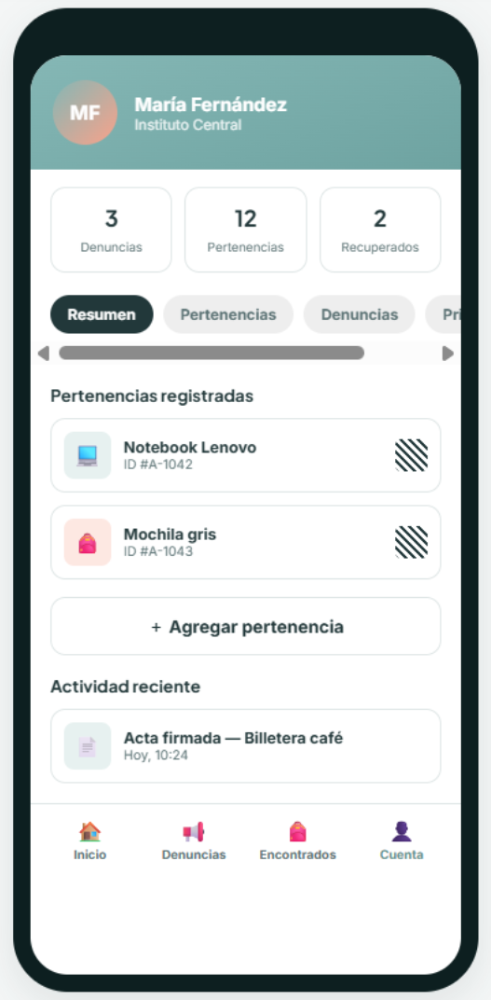 MF
María Fernández
Instituto Central
3
Denuncias
12
Pertenencias
2
Recuperados
Resumen
Pertenencias
Denuncias
Pri
Pertenencias registradas
Notebook Lenovo
ID #A-1042
Mochila gris
ID #A-1043
+ Agregar pertenencia
Actividad reciente
Acta firmada — Billetera café
Hoy, 10:24
Inicio
Denuncias
Encontrados
Cuenta